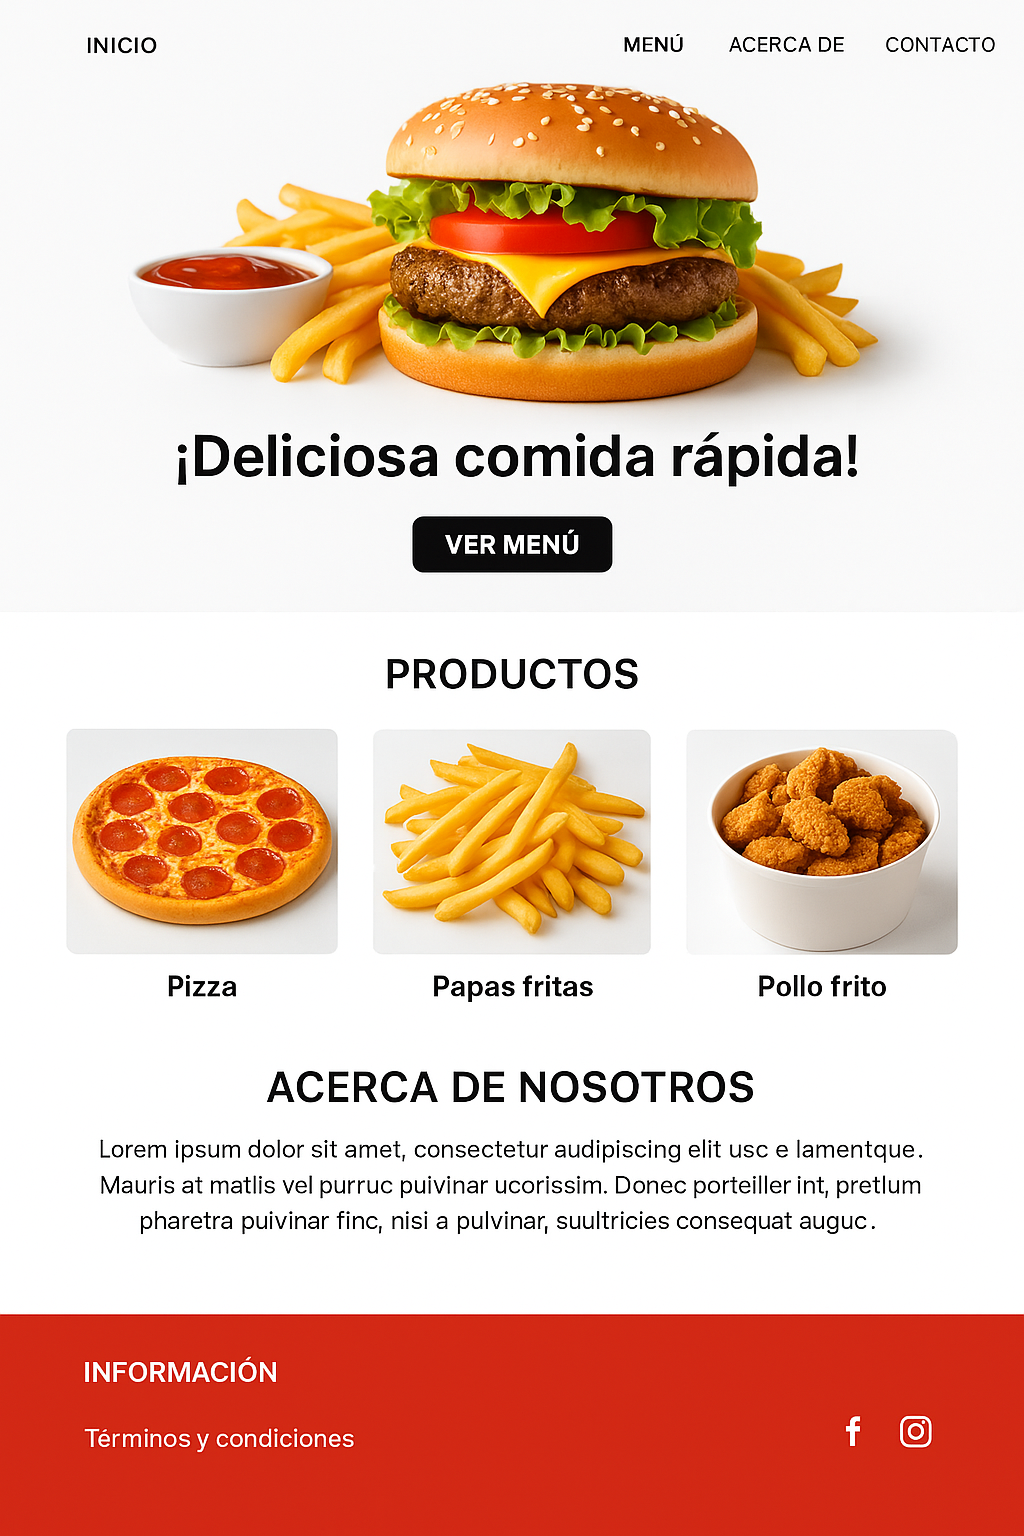 INICIO MENÚ ACERCA DE CONTACTO
¡Deliciosa comida rápida!
VER MENÚ
PRODUCTOS
Pizza Papas fritas Pollo frito
ACERCA DE NOSOTROS
Lorem ipsum dolor sit amet, consectetur audipiscing elit usc e lamentque.
Mauris at matlis vel purruc puivinar ucorissim. Donec porteiller int, pretlum
pharetra puivinar finc, nisi a pulvinar, suultricies consequat auguc.
INFORMACIÓN
Términos y condiciones